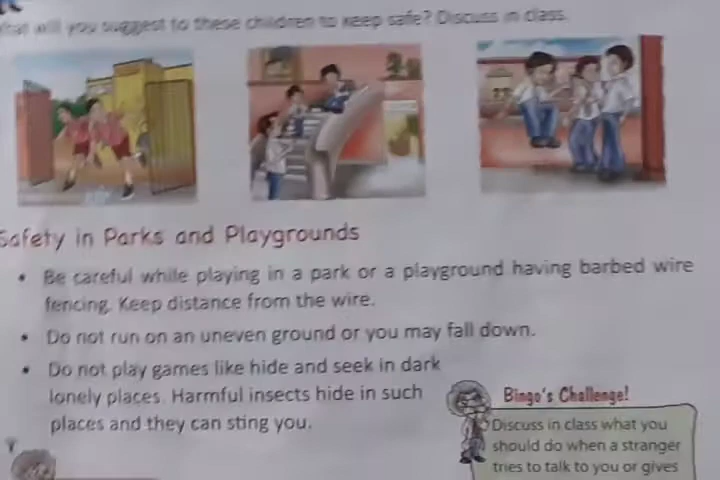 what will you suggest to these children to keep safe? Discuss in class.
Safety in Parks and Playgrounds
• Be careful while playing in a park or a playground having barbed wire
fencing. Keep distance from the wire.
• Do not run on an uneven ground or you may fall down.
• Do not play games like hide and seek in dark
lonely places. Harmful insects hide in such
places and they can sting you.
Bingo's Challenge!
Discuss in class what you
should do when a stranger
tries to talk to you or gives